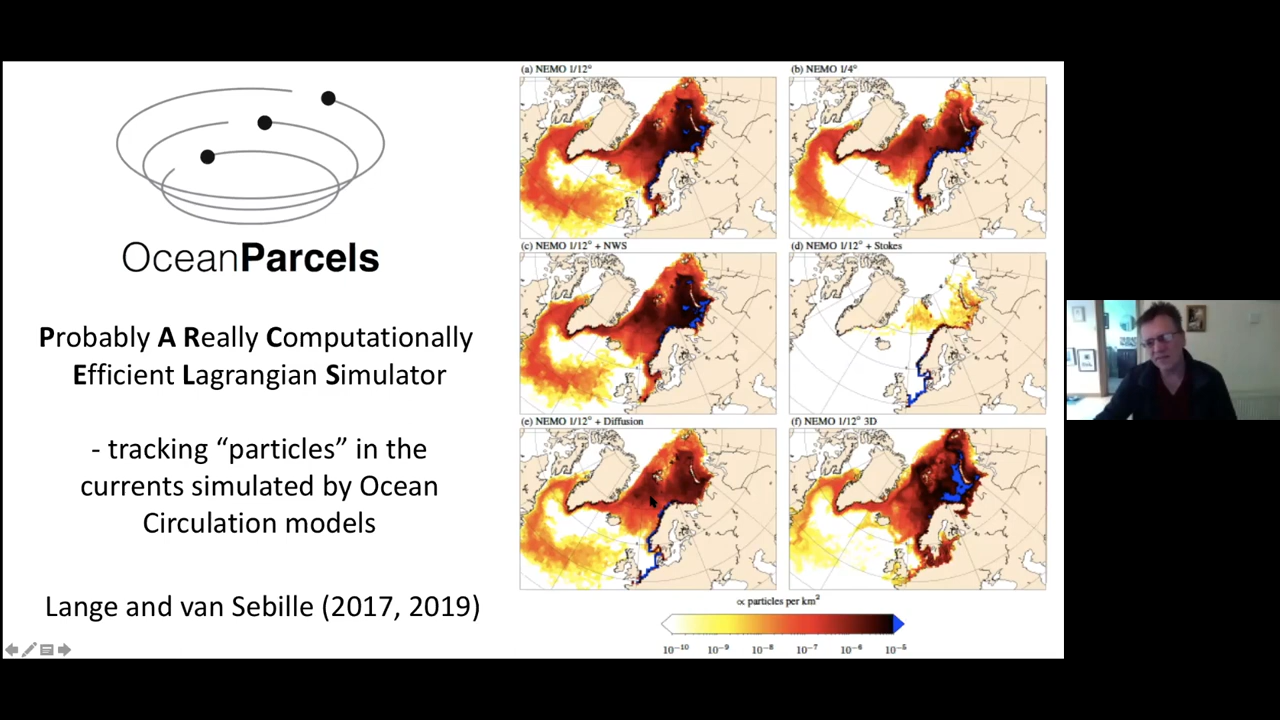 OceanParcels
Probably A Really Computationally
Efficient Lagrangian Simulator
- tracking “particles” in the
currents simulated by Ocean
Circulation models
Lange and van Sebille (2017, 2019)
(a) NEMO 1/12°
(b) NEMO 1/4°
(c) NEMO 1/12° + NWS
(d) NEMO 1/12° + Stokes
(e) NEMO 1/12° + Diffusion
(f) NEMO 1/12° 3D
∝ particles per km²
10⁻¹⁰ 10⁻⁹ 10⁻⁸ 10⁻⁷ 10⁻⁶ 10⁻⁵